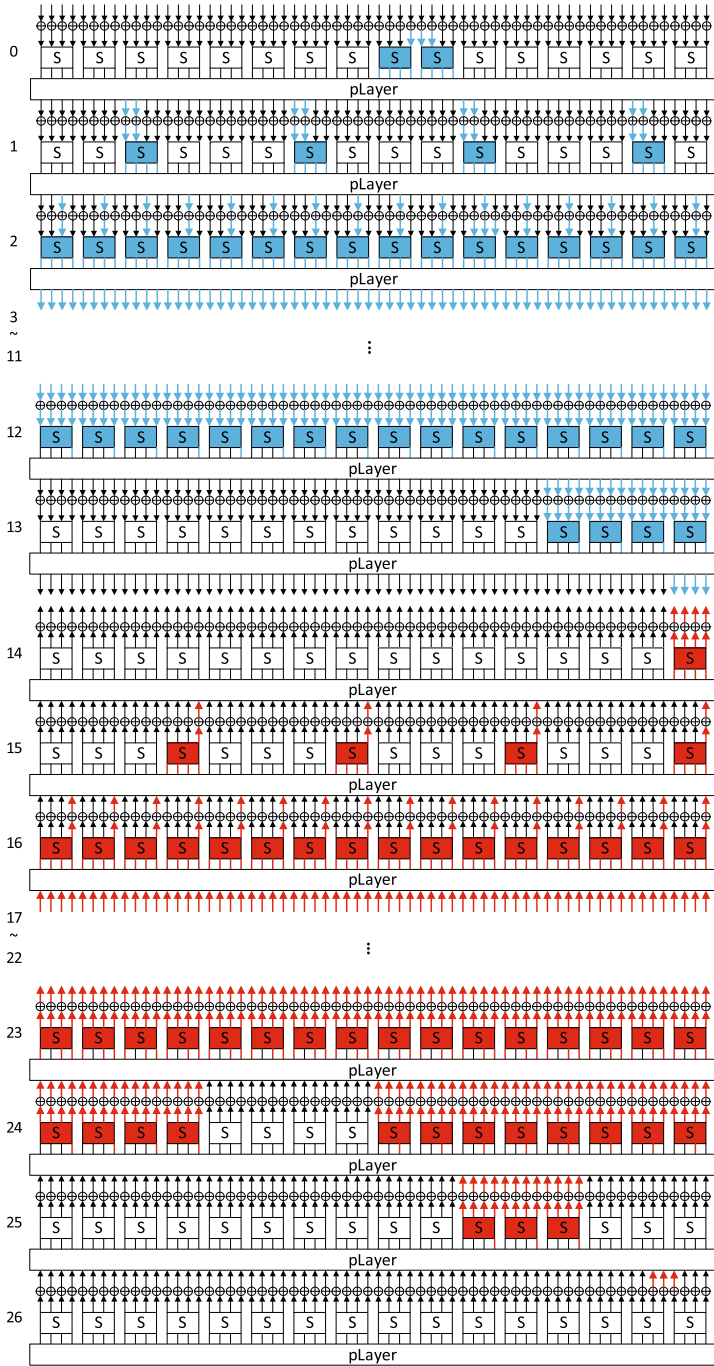 0 S S S S S S S S S S S S S S S S
pLayer
1 S S S S S S S S S S S S S S S S
pLayer
2 S S S S S S S S S S S S S S S S
pLayer
3
~
11
⋮
12 S S S S S S S S S S S S S S S S
pLayer
13 S S S S S S S S S S S S S S S S
pLayer
14 S S S S S S S S S S S S S S S S
pLayer
15 S S S S S S S S S S S S S S S S
pLayer
16 S S S S S S S S S S S S S S S S
pLayer
17
~
22
⋮
23 S S S S S S S S S S S S S S S S
pLayer
24 S S S S S S S S S S S S S S S S
pLayer
25 S S S S S S S S S S S S S S S S
pLayer
26 S S S S S S S S S S S S S S S S
pLayer